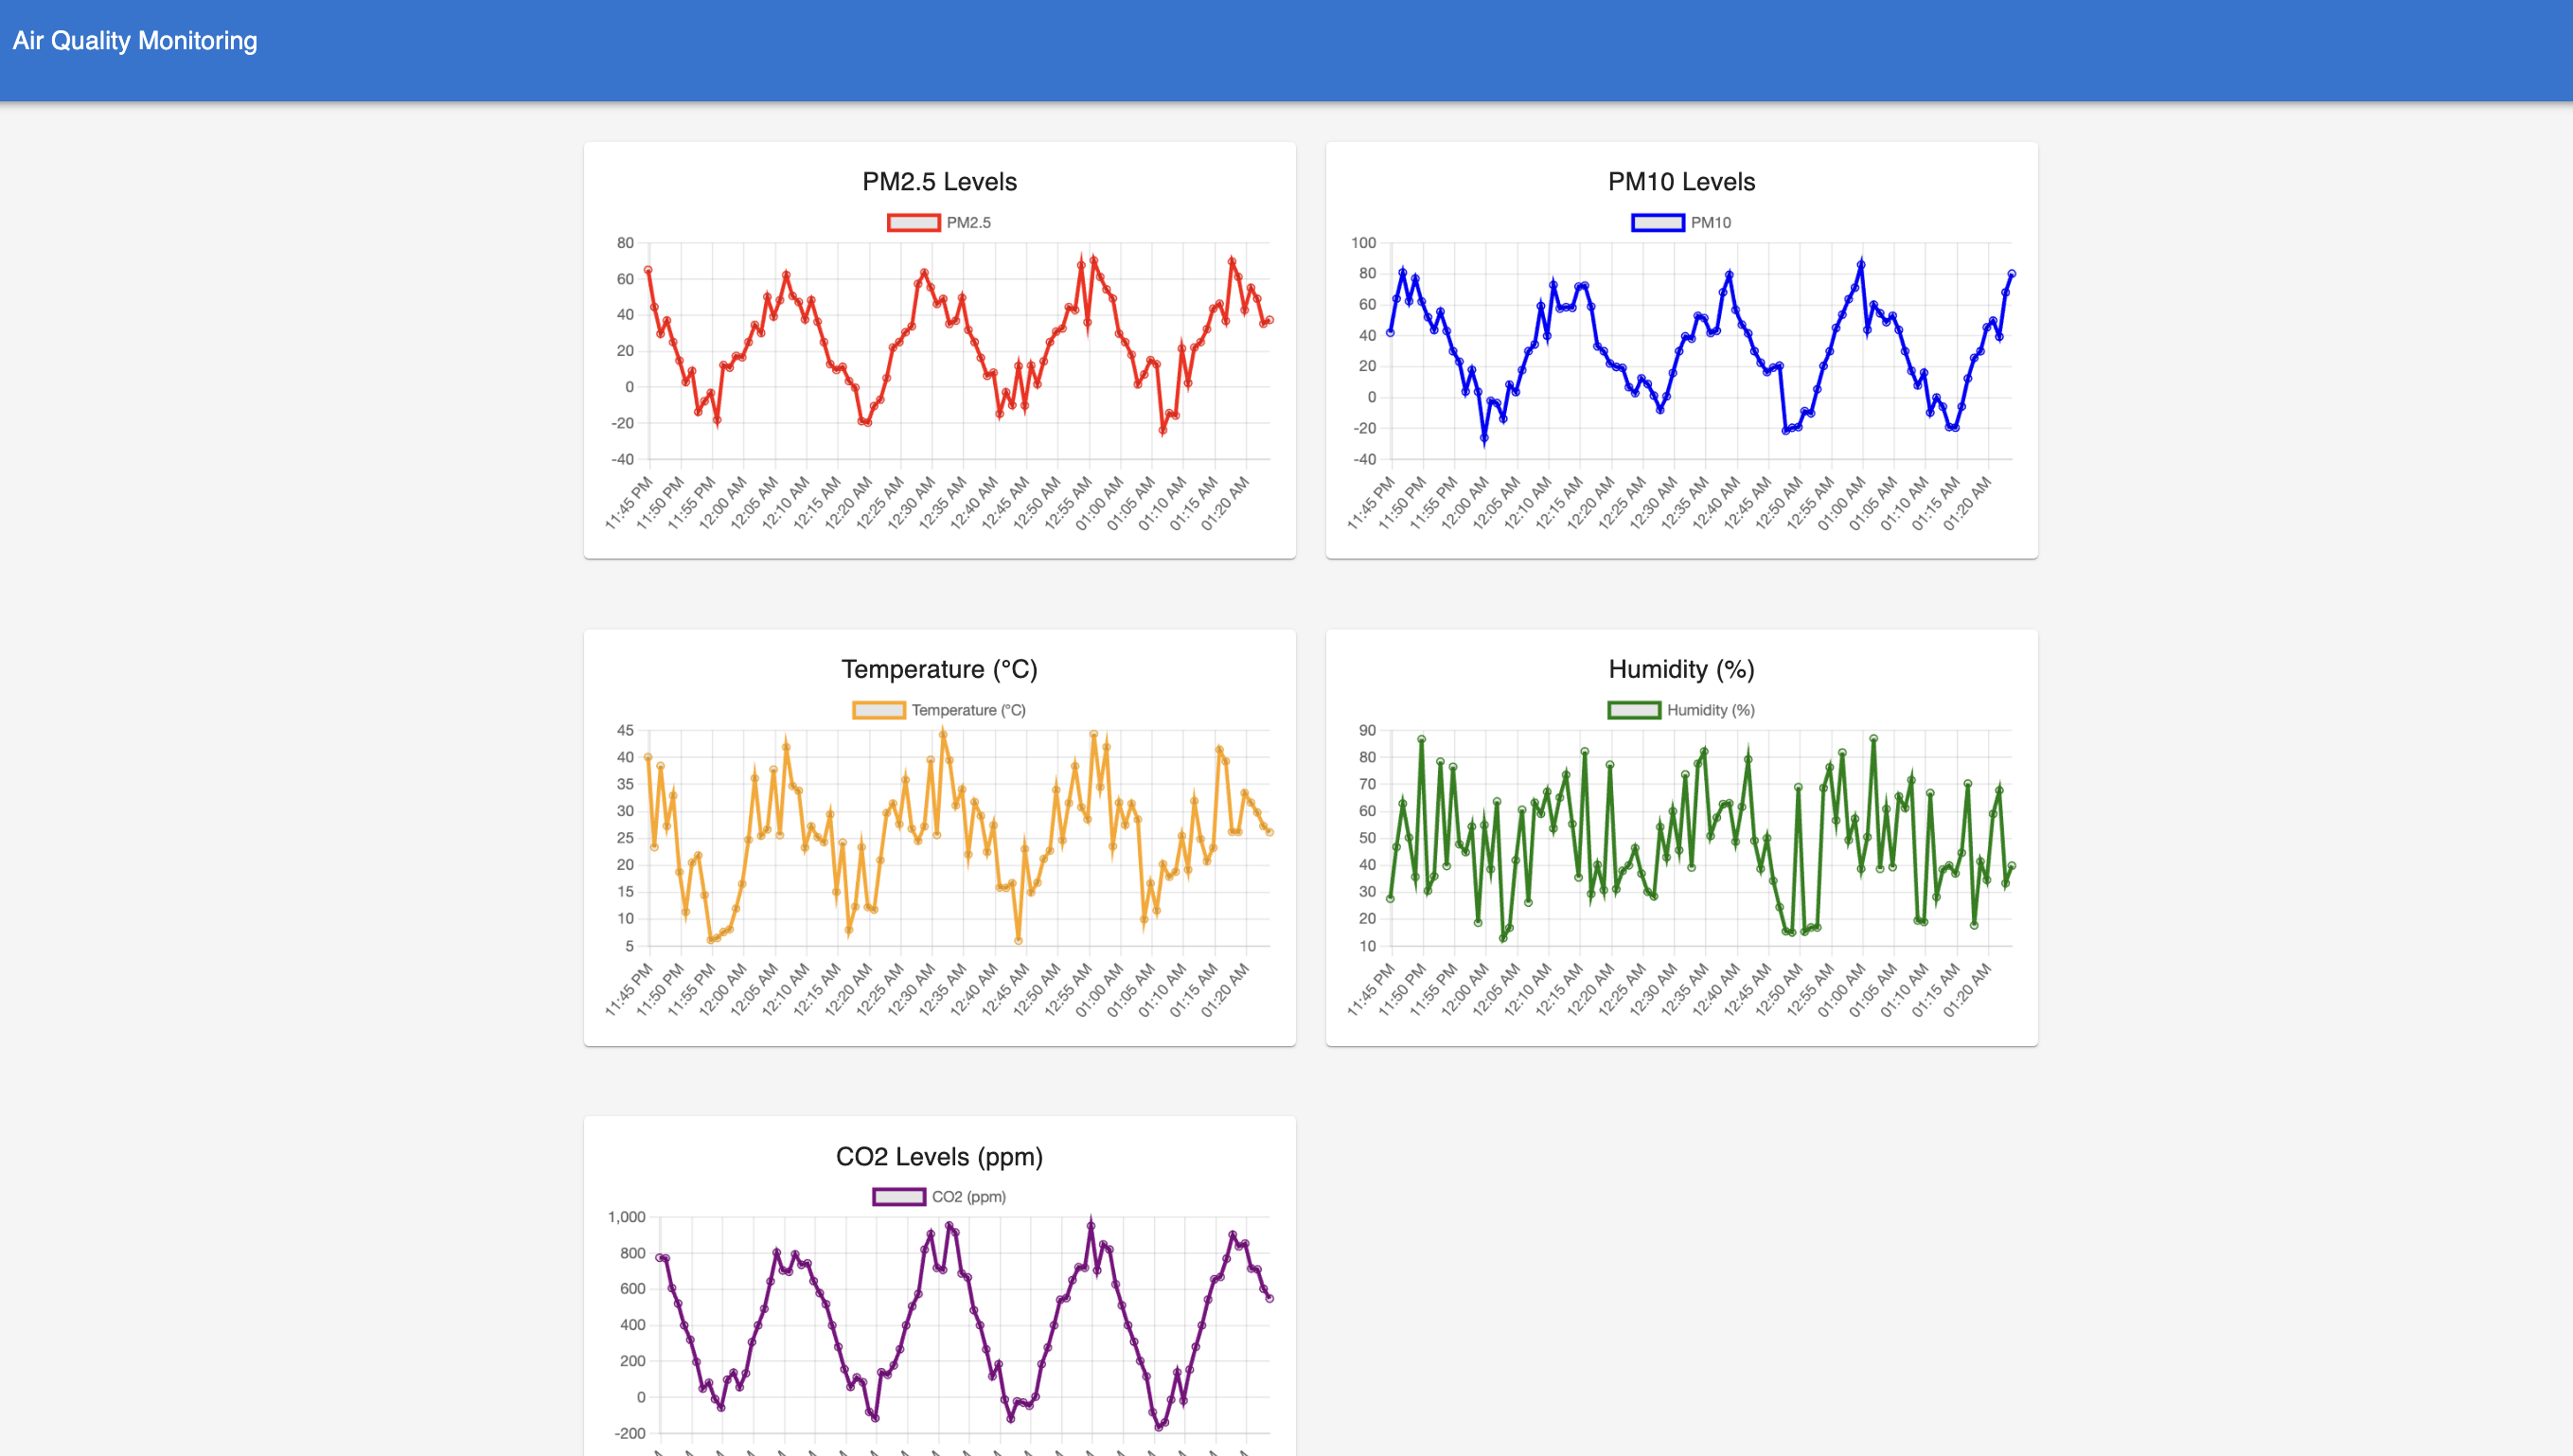 Air Quality Monitoring
PM2.5 Levels
PM2.5
80
60
40
20
0
-20
-40
11:45 PM
11:50 PM
11:55 PM
12:00 AM
12:05 AM
12:10 AM
12:15 AM
12:20 AM
12:25 AM
12:30 AM
12:35 AM
12:40 AM
12:45 AM
12:50 AM
12:55 AM
01:00 AM
01:05 AM
01:10 AM
01:15 AM
01:20 AM
PM10 Levels
PM10
100
80
60
40
20
0
-20
-40
11:45 PM
11:50 PM
11:55 PM
12:00 AM
12:05 AM
12:10 AM
12:15 AM
12:20 AM
12:25 AM
12:30 AM
12:35 AM
12:40 AM
12:45 AM
12:50 AM
12:55 AM
01:00 AM
01:05 AM
01:10 AM
01:15 AM
01:20 AM
Temperature (°C)
Temperature (°C)
45
40
35
30
25
20
15
10
5
11:45 PM
11:50 PM
11:55 PM
12:00 AM
12:05 AM
12:10 AM
12:15 AM
12:20 AM
12:25 AM
12:30 AM
12:35 AM
12:40 AM
12:45 AM
12:50 AM
12:55 AM
01:00 AM
01:05 AM
01:10 AM
01:15 AM
01:20 AM
Humidity (%)
Humidity (%)
90
80
70
60
50
40
30
20
10
11:45 PM
11:50 PM
11:55 PM
12:00 AM
12:05 AM
12:10 AM
12:15 AM
12:20 AM
12:25 AM
12:30 AM
12:35 AM
12:40 AM
12:45 AM
12:50 AM
12:55 AM
01:00 AM
01:05 AM
01:10 AM
01:15 AM
01:20 AM
CO2 Levels (ppm)
CO2 (ppm)
1,000
800
600
400
200
0
-200